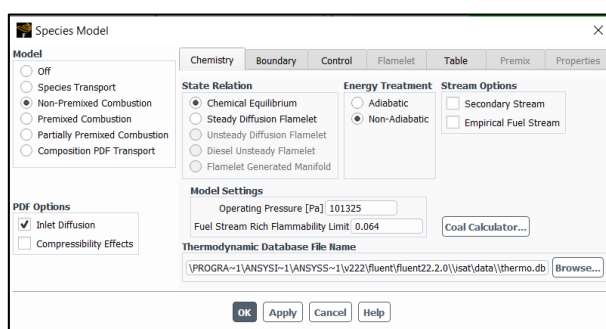 Species Model
Model
Off
Species Transport
Non-Premixed Combustion
Premixed Combustion
Partially Premixed Combustion
Composition PDF Transport
PDF Options
Inlet Diffusion
Compressibility Effects
Chemistry Boundary Control Flamelet Table Premix Properties
State Relation
Chemical Equilibrium
Steady Diffusion Flamelet
Unsteady Diffusion Flamelet
Diesel Unsteady Flamelet
Flamelet Generated Manifold
Energy Treatment
Adiabatic
Non-Adiabatic
Stream Options
Secondary Stream
Empirical Fuel Stream
Model Settings
Operating Pressure [Pa] 101325
Fuel Stream Rich Flammability Limit 0.064
Coal Calculator...
Thermodynamic Database File Name
\PROGRA~1\ANSYSI~1\ANSYSS~1\v222\fluent\fluent22.2.0\\isat\data\\thermo.db Browse...
OK Apply Cancel Help